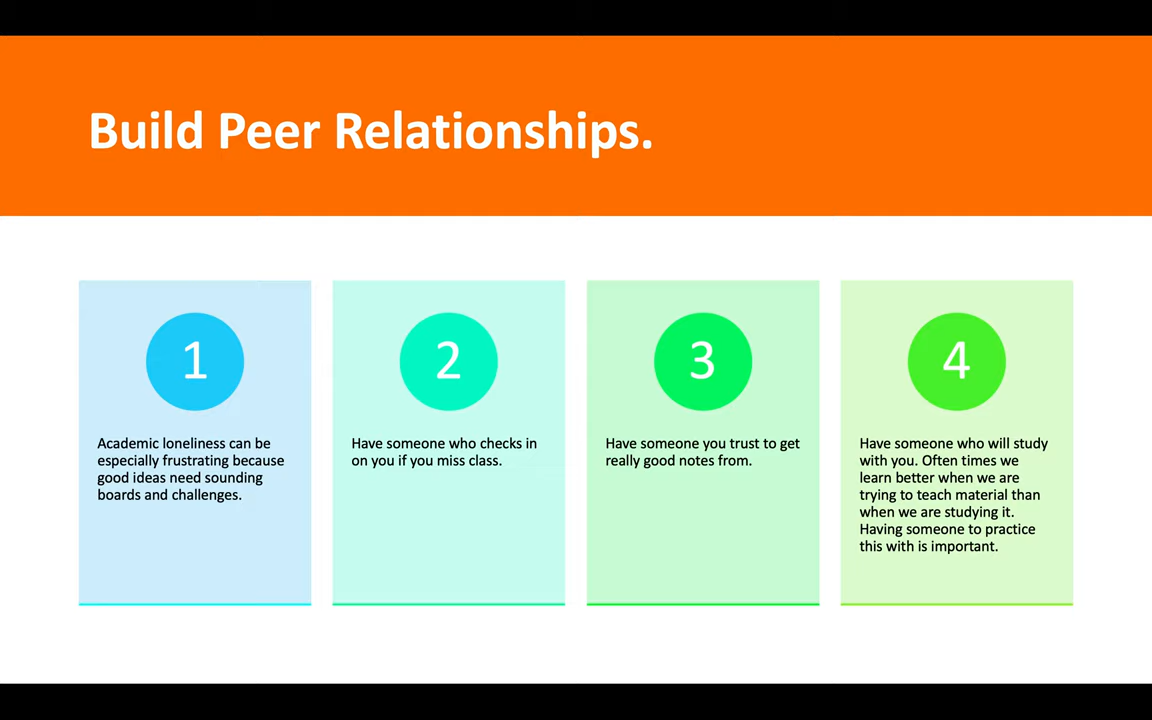 Build Peer Relationships.
1
Academic loneliness can be
especially frustrating because
good ideas need sounding
boards and challenges.
2
Have someone who checks in
on you if you miss class.
3
Have someone you trust to get
really good notes from.
4
Have someone who will study
with you. Often times we
learn better when we are
trying to teach material than
when we are studying it.
Having someone to practice
this with is important.